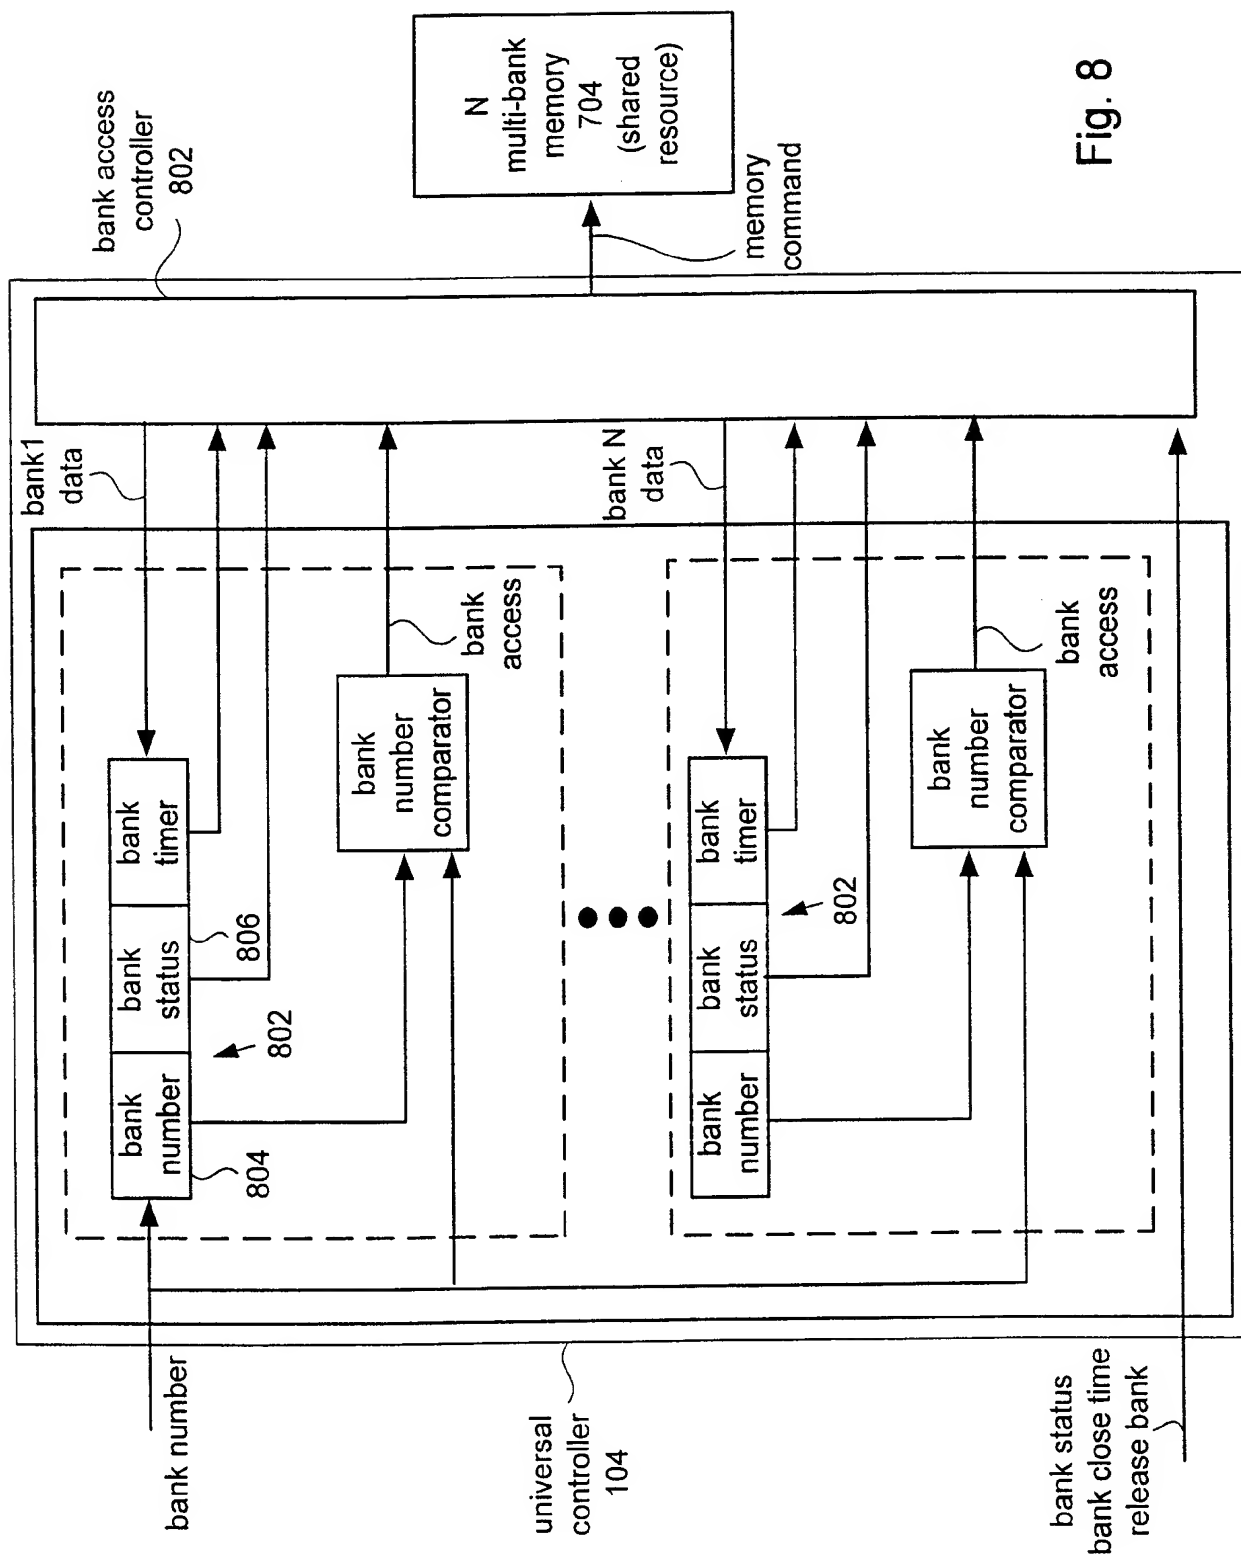 bank number
universal
controller
104
bank status
bank close time
release bank
bank
number
804
bank
status
806
bank
timer
802
bank
number
comparator
bank
access
bank1
data
bank
number
bank
status
bank
timer
802
bank
number
comparator
bank
access
bank N
data
bank access
controller
802
memory
command
N
multi-bank
memory
704
(shared
resource)
Fig. 8